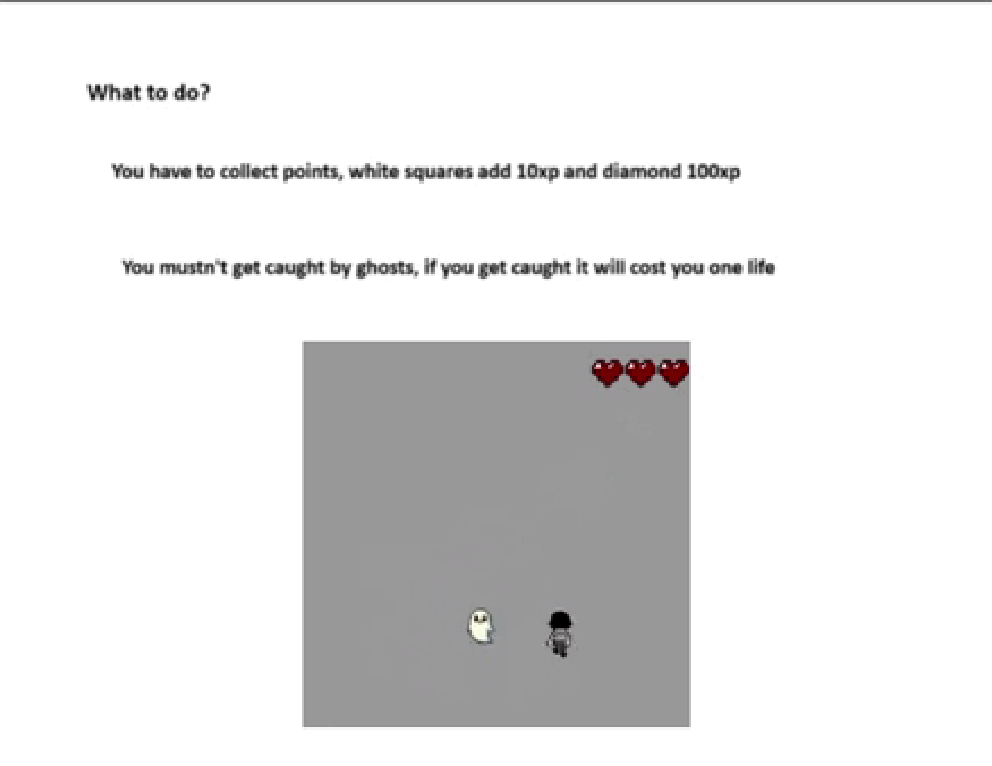 What to do?
You have to collect points, white squares add 10xp and diamond 100xp
You mustn't get caught by ghosts, if you get caught it will cost you one life